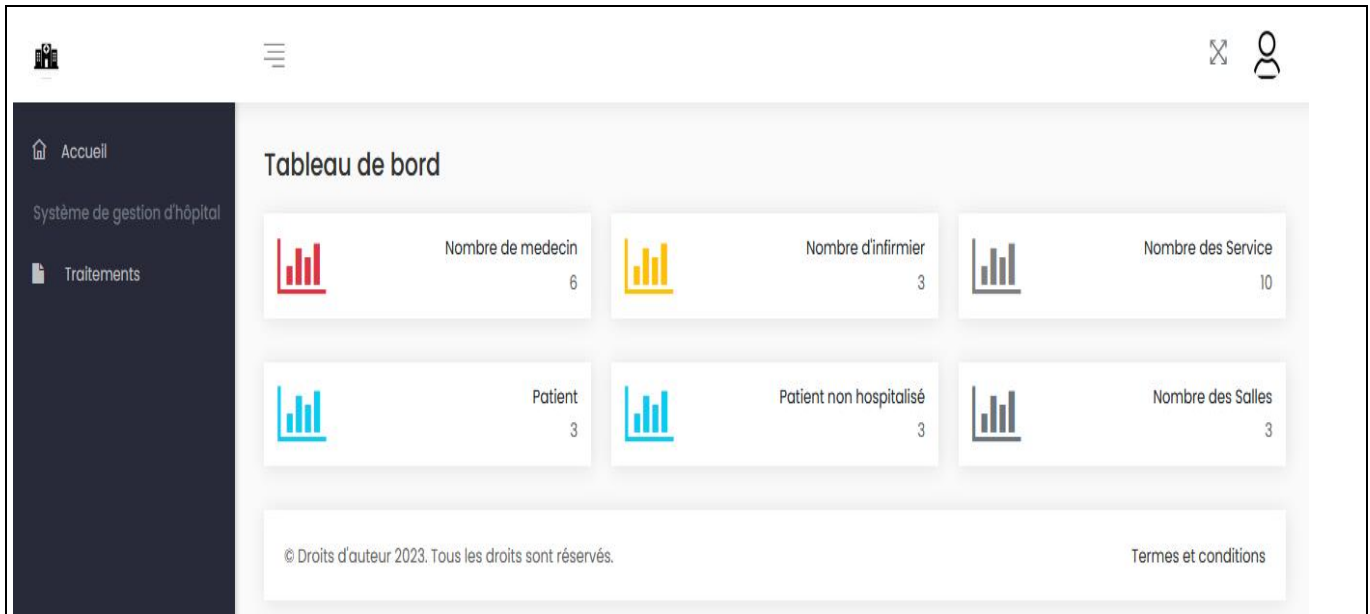 Accueil
Système de gestion d'hôpital
Traitements
Tableau de bord
Nombre de medecin
6
Nombre d'infirmier
3
Nombre des Service
10
Patient
3
Patient non hospitalisé
3
Nombre des Salles
3
© Droits d'auteur 2023. Tous les droits sont réservés.
Termes et conditions